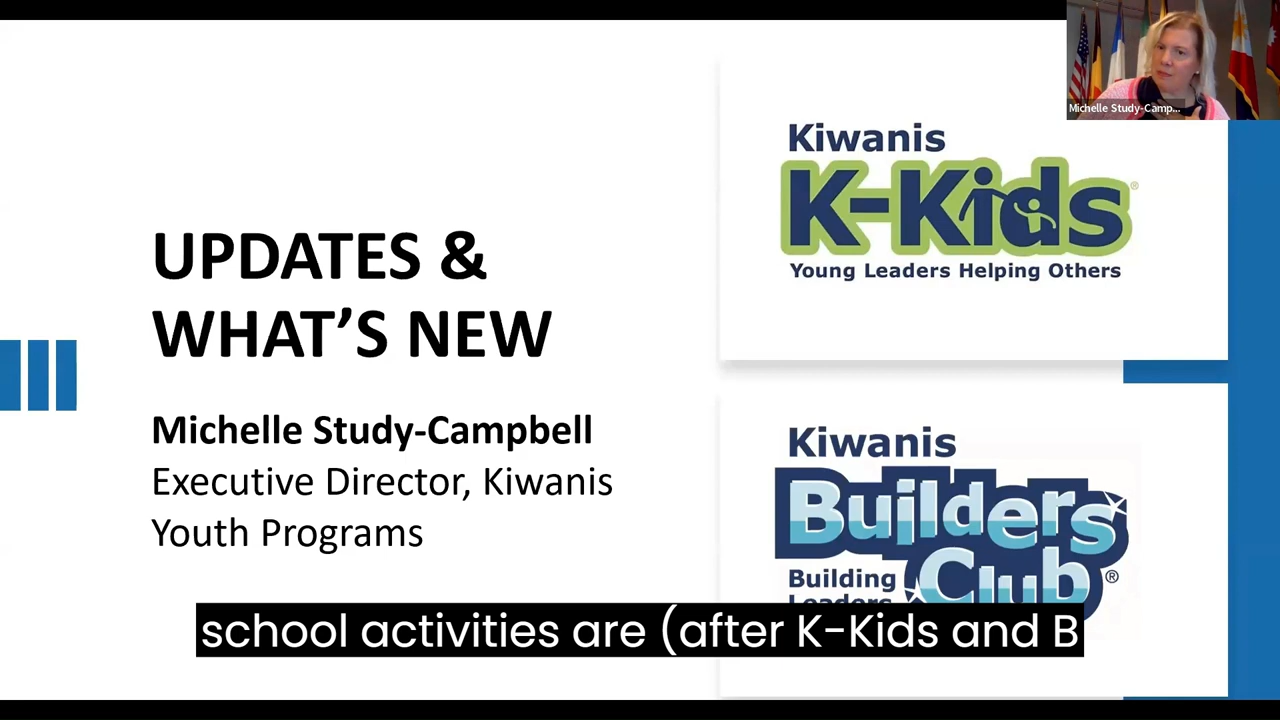 UPDATES &
WHAT’S NEW
Michelle Study-Campbell
Executive Director, Kiwanis
Youth Programs
Michelle Study-Camp...
Kiwanis
K-Kids®
Young Leaders Helping Others
Kiwanis
Builders
Club®
Building
Leaders
school activities are (after K-Kids and B